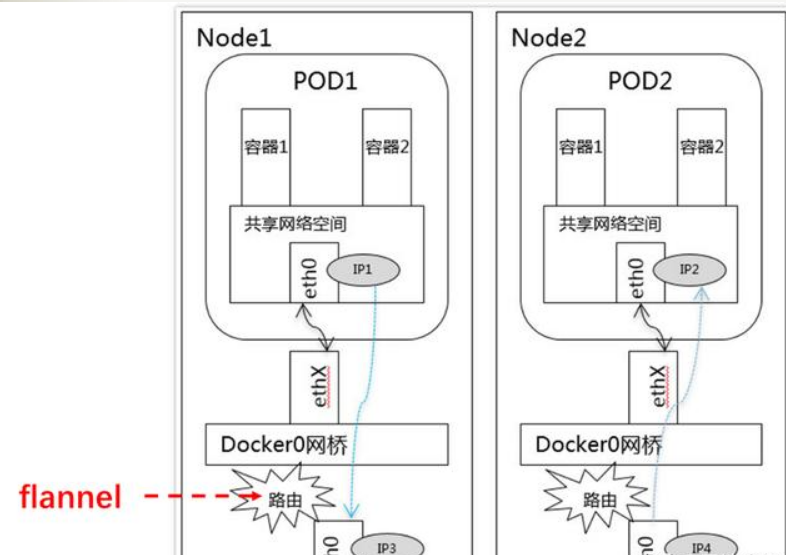 Node1
POD1
容器1
容器2
共享网络空间
eth0
IP1
ethX
Docker0网桥
flannel
路由
IP3
Node2
POD2
容器1
容器2
共享网络空间
eth0
IP2
ethX
Docker0网桥
路由
IP4